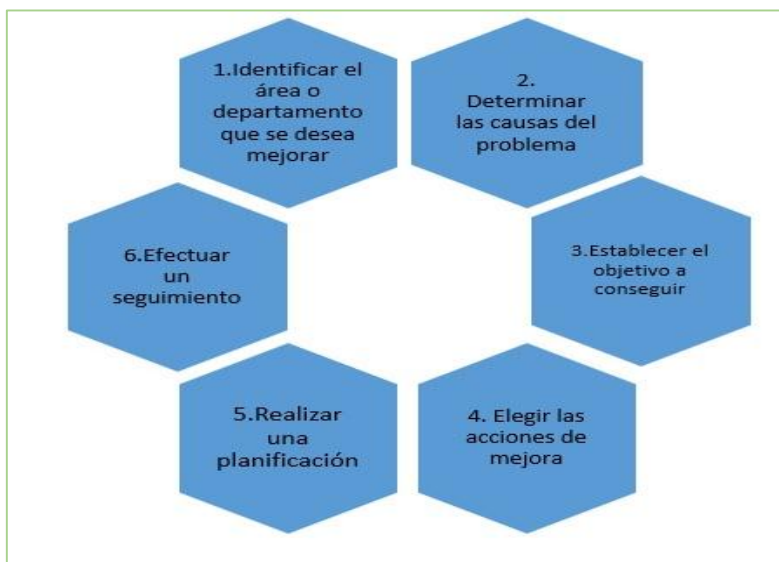 1.Identificar el
área o
departamento
que se desea
mejorar
2.
Determinar
las causas del
problema
3.Establecer el
objetivo a
conseguir
4. Elegir las
acciones de
mejora
5.Realizar
una
planificación
6.Efectuar
un
seguimiento